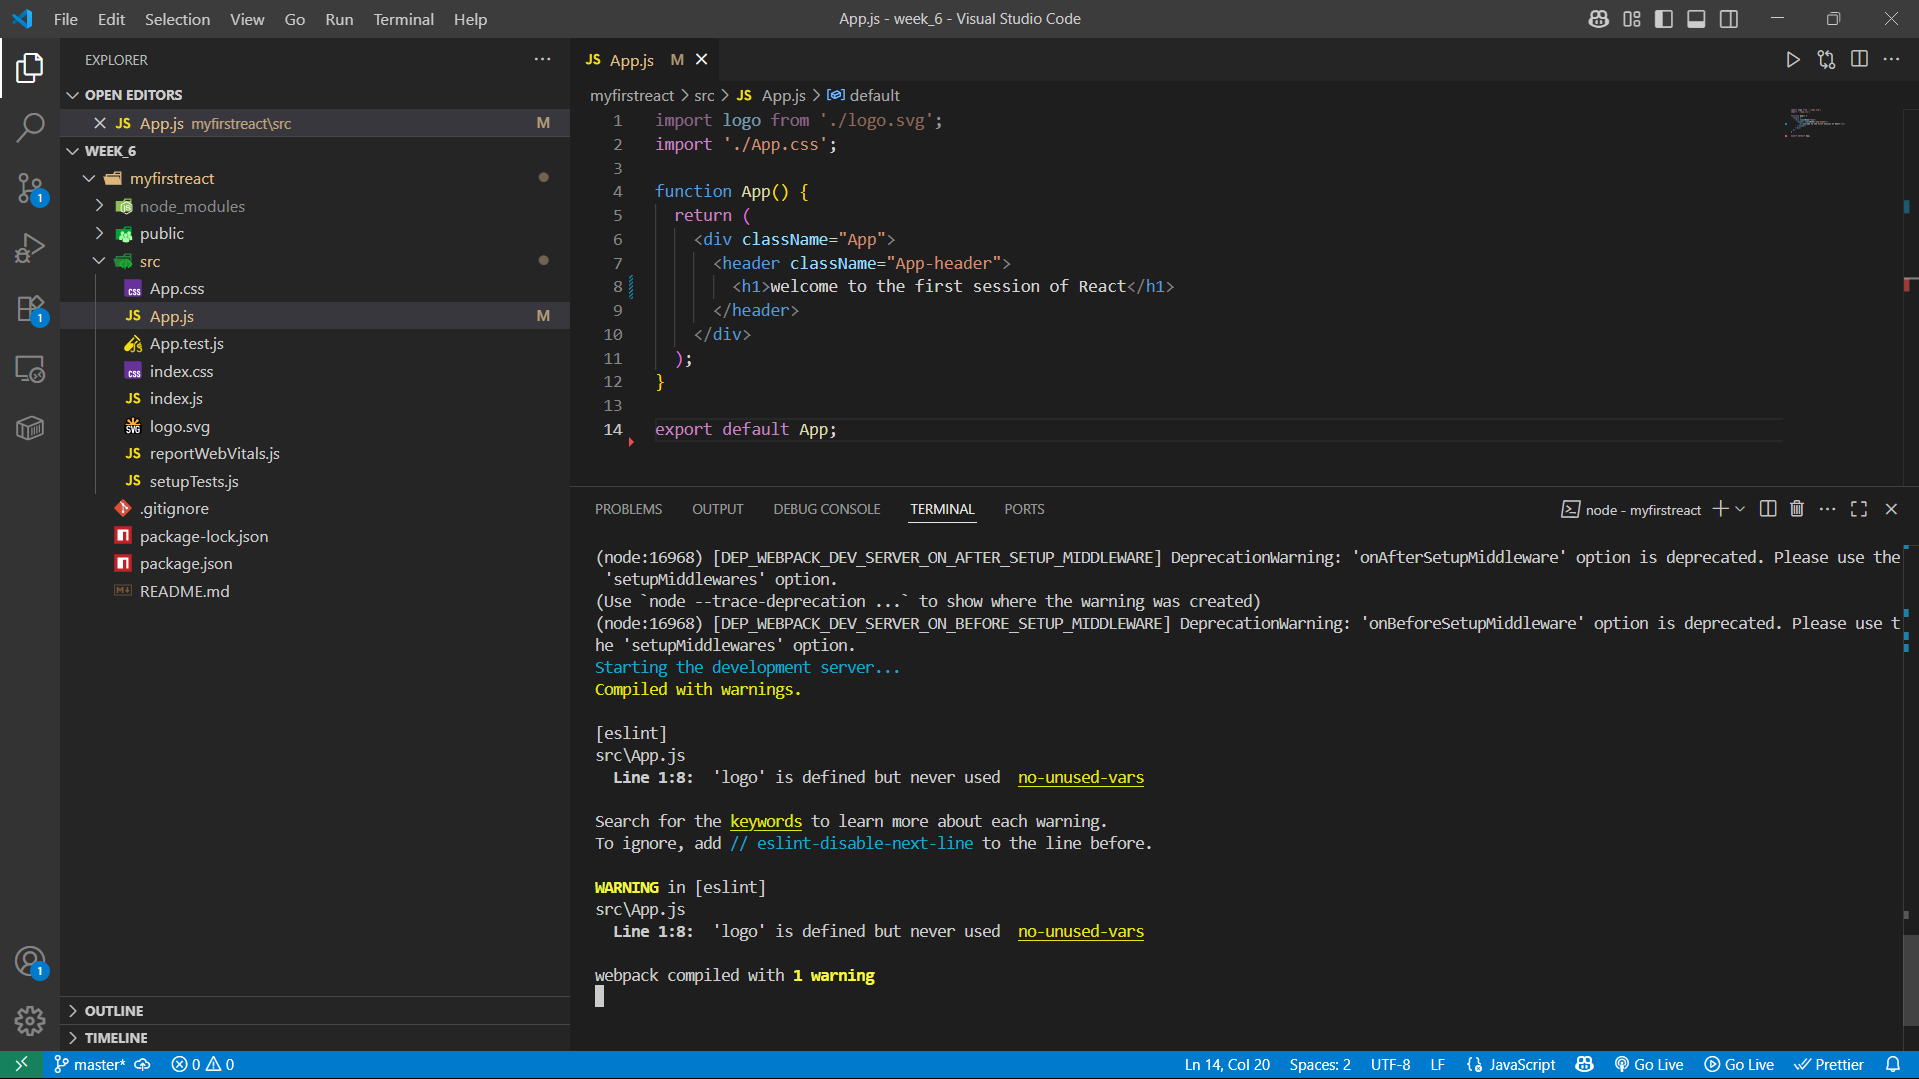 File Edit Selection View Go Run Terminal Help
App.js - week_6 - Visual Studio Code
EXPLORER
OPEN EDITORS
JS App.js myfirstreact\src M
WEEK_6
myfirstreact
node_modules
public
src
CSS App.css
JS App.js M
App.test.js
CSS index.css
JS index.js
SVG logo.svg
JS reportWebVitals.js
JS setupTests.js
.gitignore
package-lock.json
package.json
README.md
OUTLINE
TIMELINE
1
1
1
JS App.js M
myfirstreact > src > JS App.js > default
1 import logo from './logo.svg';
2 import './App.css';
3
4 function App() {
5 return (
6 <div className="App">
7 <header className="App-header">
8 <h1>welcome to the first session of React</h1>
9 </header>
10 </div>
11 );
12 }
13
14 export default App;
PROBLEMS OUTPUT DEBUG CONSOLE TERMINAL PORTS
node - myfirstreact
(node:16968) [DEP_WEBPACK_DEV_SERVER_ON_AFTER_SETUP_MIDDLEWARE] DeprecationWarning: 'onAfterSetupMiddleware' option is deprecated. Please use the
'setupMiddlewares' option.
(Use `node --trace-deprecation ...` to show where the warning was created)
(node:16968) [DEP_WEBPACK_DEV_SERVER_ON_BEFORE_SETUP_MIDDLEWARE] DeprecationWarning: 'onBeforeSetupMiddleware' option is deprecated. Please use t
he 'setupMiddlewares' option.
Starting the development server...
Compiled with warnings.
[eslint]
src\App.js
Line 1:8: 'logo' is defined but never used no-unused-vars
Search for the keywords to learn more about each warning.
To ignore, add // eslint-disable-next-line to the line before.
WARNING in [eslint]
src\App.js
Line 1:8: 'logo' is defined but never used no-unused-vars
webpack compiled with 1 warning
master* 0 0 Ln 14, Col 20 Spaces: 2 UTF-8 LF {} JavaScript Go Live Go Live Prettier